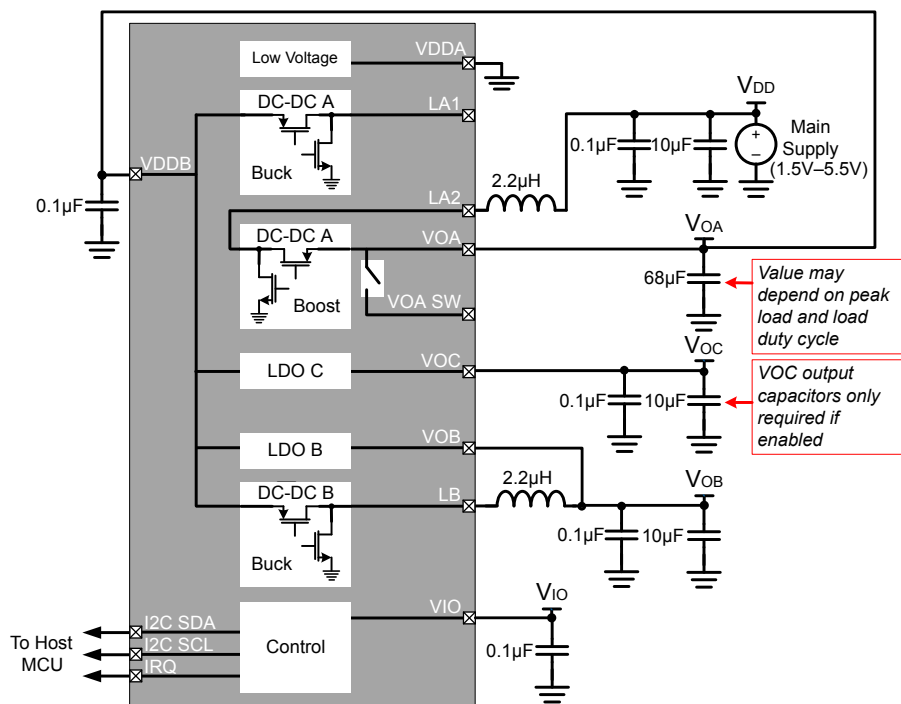 Low Voltage
VDDA
DC-DC A
LA1
Buck
VDDB
0.1µF
LA2
2.2µH
0.1µF
10µF
VDD
+
–
Main
Supply
(1.5V–5.5V)
DC-DC A
VOA
Boost
VOA SW
VOA
68µF
Value may
depend on peak
load and load
duty cycle
LDO C
VOC
VOC
0.1µF
10µF
VOC output
capacitors only
required if
enabled
LDO B
VOB
DC-DC B
LB
2.2µH
VOB
0.1µF
10µF
Buck
VIO
VIO
0.1µF
I2C SDA
I2C SCL
IRQ
Control
To Host
MCU